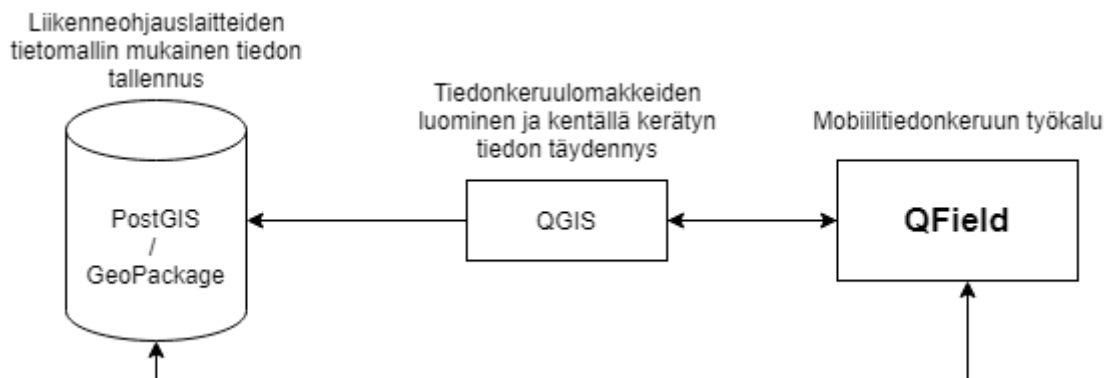 Liikenneohjauslaitteiden
tietomallin mukainen tiedon
tallennus
Tiedonkeruulomakkeiden
luominen ja kentällä kerätyn
tiedon täydennys
Mobiilitiedonkeruun työkalu
PostGIS
/
GeoPackage
QGIS
QField